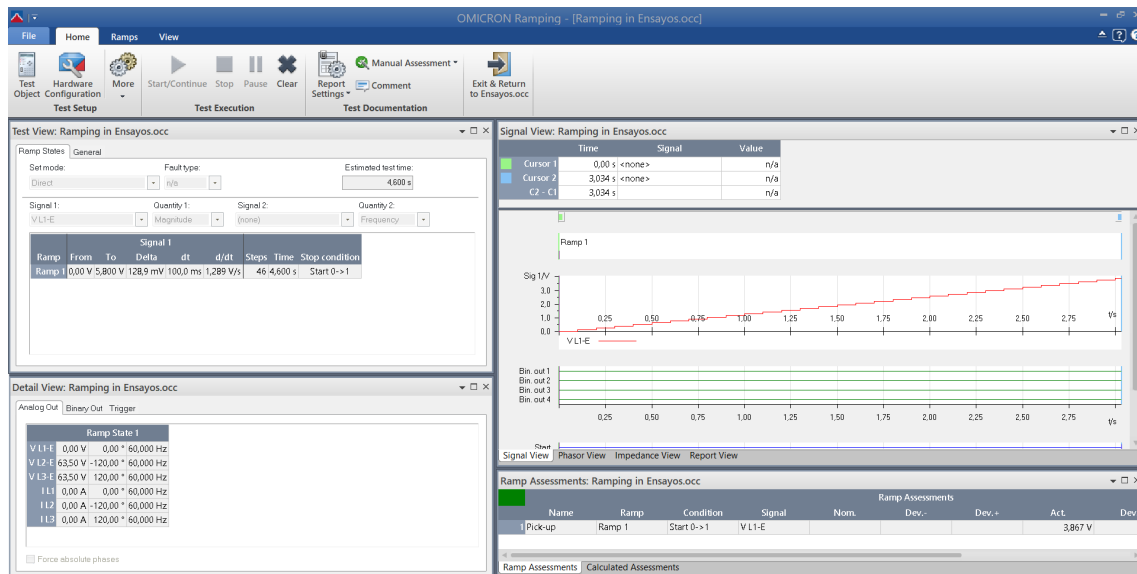 OMICRON Ramping - [Ramping in Ensayos.occ]
File Home Ramps View
Test Object Hardware Configuration More Start/Continue Stop Pause Clear Report Settings Manual Assessment Comment Exit & Return to Ensayos.occ
Test Setup Test Execution Test Documentation
Test View: Ramping in Ensayos.occ
Ramp States General
Set mode: Fault type: Estimated test time:
Direct n/a 4,600 s
Signal 1: Quantity 1: Signal 2: Quantity 2:
V L1-E Magnitude (none) Frequency
Signal 1
Ramp From To Delta dt d/dt Steps Time Stop condition
Ramp 1 0,00 V 5,800 V 128,9 mV 100,0 ms 1,289 V/s 46 4,600 s Start 0->1
Detail View: Ramping in Ensayos.occ
Analog Out Binary Out Trigger
Ramp State 1
V L1-E 0,00 V 0,00 ° 60,000 Hz
V L2-E 63,50 V -120,00 ° 60,000 Hz
V L3-E 63,50 V 120,00 ° 60,000 Hz
I L1 0,00 A 0,00 ° 60,000 Hz
I L2 0,00 A -120,00 ° 60,000 Hz
I L3 0,00 A 120,00 ° 60,000 Hz
Force absolute phases
Signal View: Ramping in Ensayos.occ
Time Signal Value
Cursor 1 0,00 s <none> n/a
Cursor 2 3,034 s <none> n/a
C2 - C1 3,034 s n/a
Ramp 1
Sig 1/V
3,0
2,0
1,0
0,0
0,25 0,50 0,75 1,00 1,25 1,50 1,75 2,00 2,25 2,50 2,75 t/s
V L1-E
Bin. out 1
Bin. out 2
Bin. out 3
Bin. out 4
0,25 0,50 0,75 1,00 1,25 1,50 1,75 2,00 2,25 2,50 2,75 t/s
Start
Signal View Phasor View Impedance View Report View
Ramp Assessments: Ramping in Ensayos.occ
Ramp Assessments
Name Ramp Condition Signal Nom. Dev.- Dev.+ Act. Dev
1 Pick-up Ramp 1 Start 0->1 V L1-E 3,867 V
Ramp Assessments Calculated Assessments